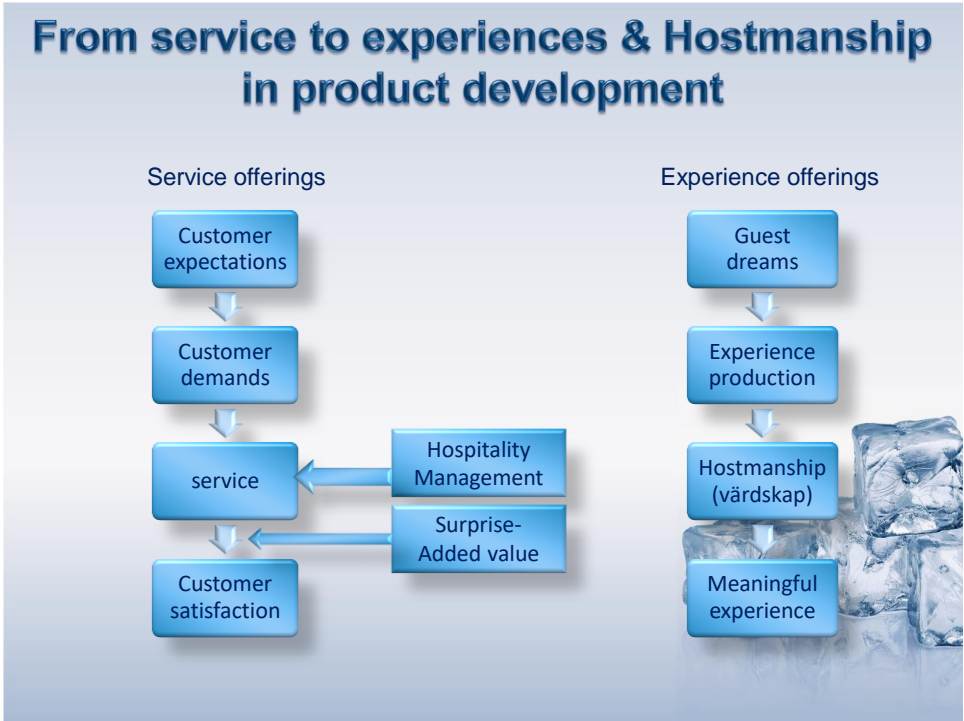 From service to experiences & Hostmanship
in product development
Service offerings
Customer
expectations
Customer
demands
service
Customer
satisfaction
Hospitality
Management
Surprise-
Added value
Experience offerings
Guest
dreams
Experience
production
Hostmanship
(värdskap)
Meaningful
experience